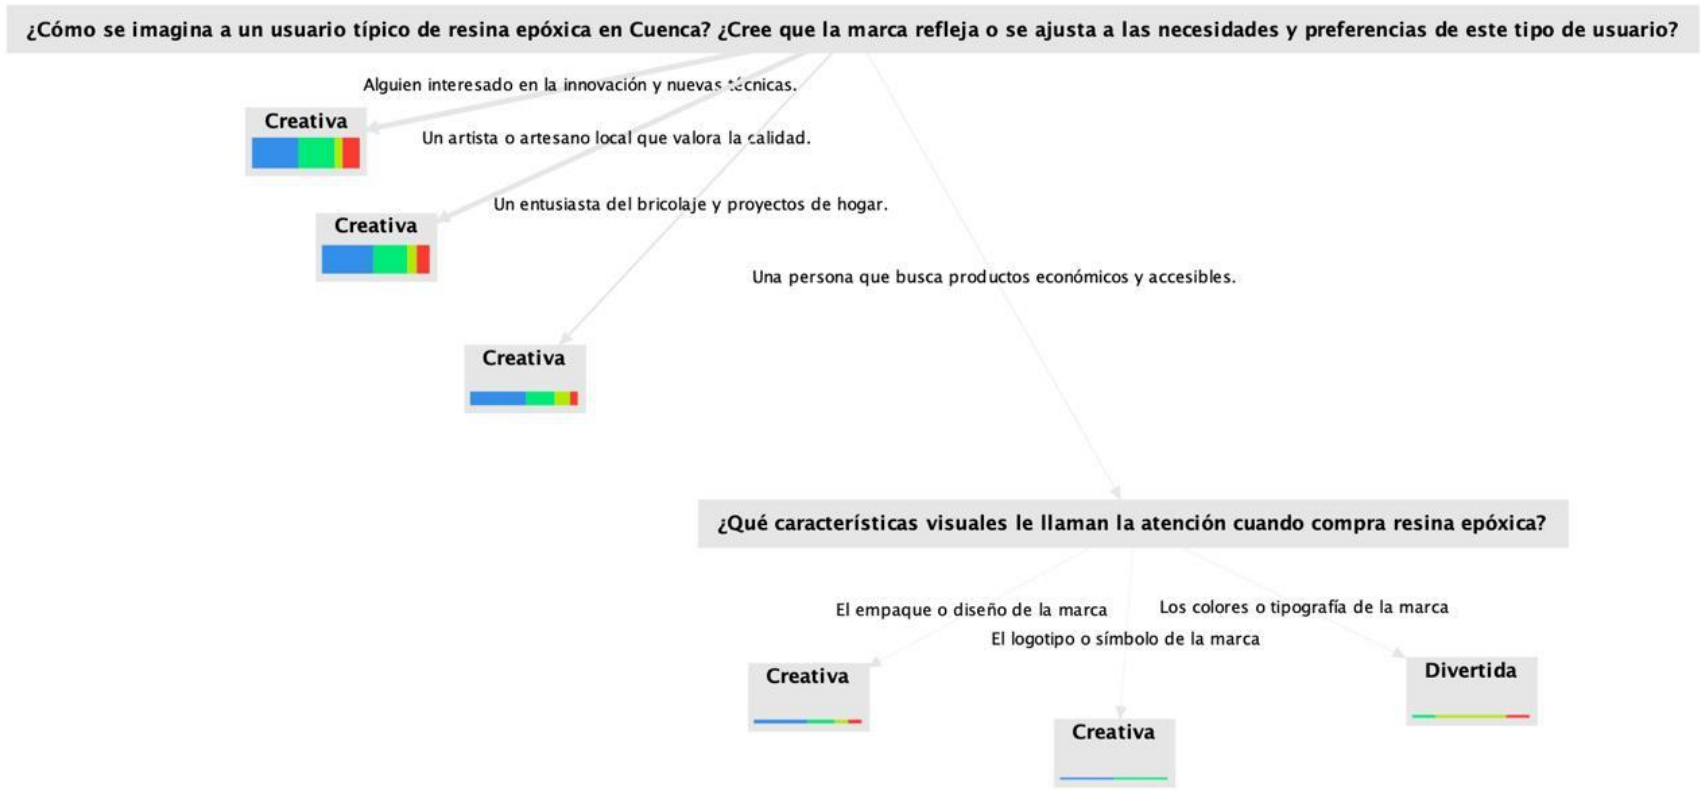 ¿Cómo se imagina a un usuario típico de resina epóxica en Cuenca? ¿Cree que la marca refleja o se ajusta a las necesidades y preferencias de este tipo de usuario?
Alguien interesado en la innovación y nuevas técnicas.
Creativa
Un artista o artesano local que valora la calidad.
Un entusiasta del bricolaje y proyectos de hogar.
Creativa
Una persona que busca productos económicos y accesibles.
Creativa
¿Qué características visuales le llaman la atención cuando compra resina epóxica?
El empaque o diseño de la marca
Los colores o tipografía de la marca
El logotipo o símbolo de la marca
Creativa
Divertida
Creativa